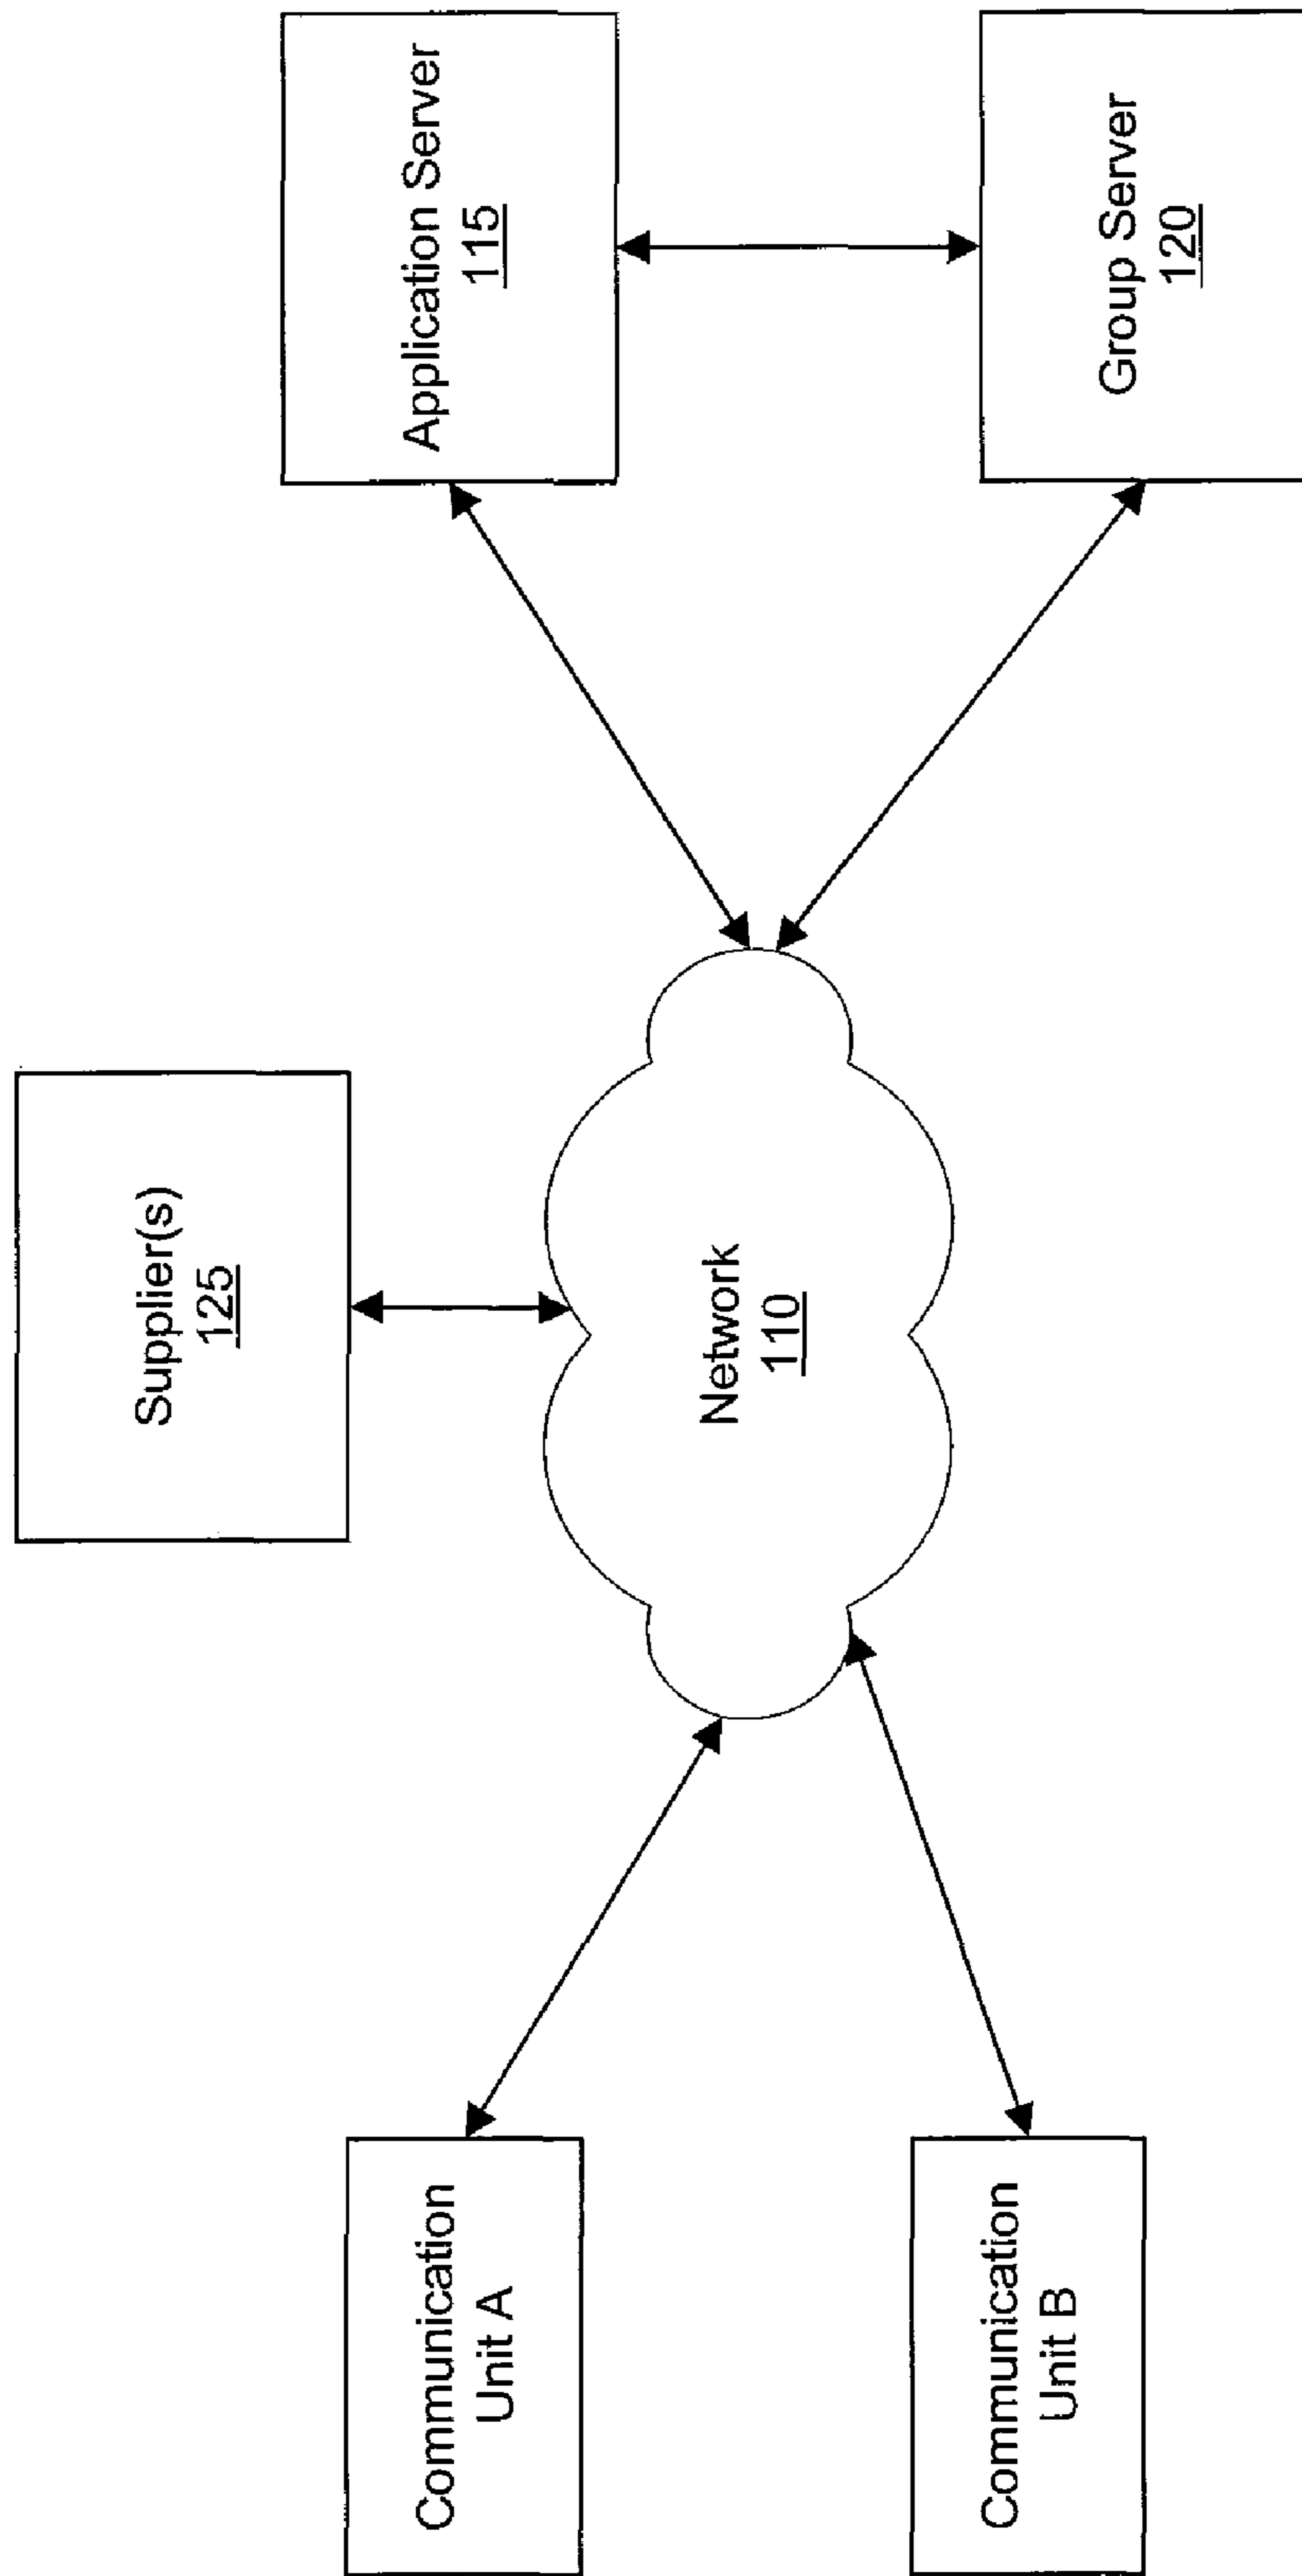 Supplier(s)
125
Application Server
115
Communication
Unit A
Network
110
Communication
Unit B
Group Server
120